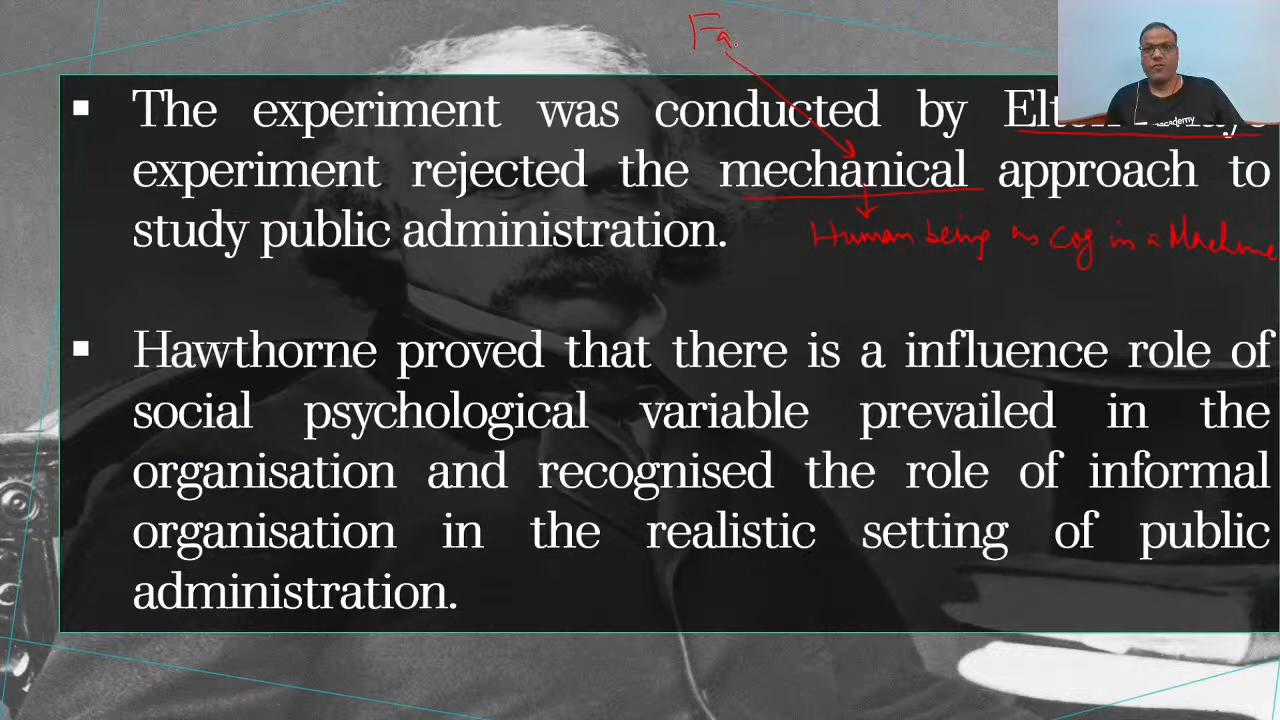 Fa
▪ The experiment was conducted by Elton
experiment rejected the mechanical approach to
study public administration.
Human being as cog in a Machine
▪ Hawthorne proved that there is a influence role of
social psychological variable prevailed in the
organisation and recognised the role of informal
organisation in the realistic setting of public
administration.